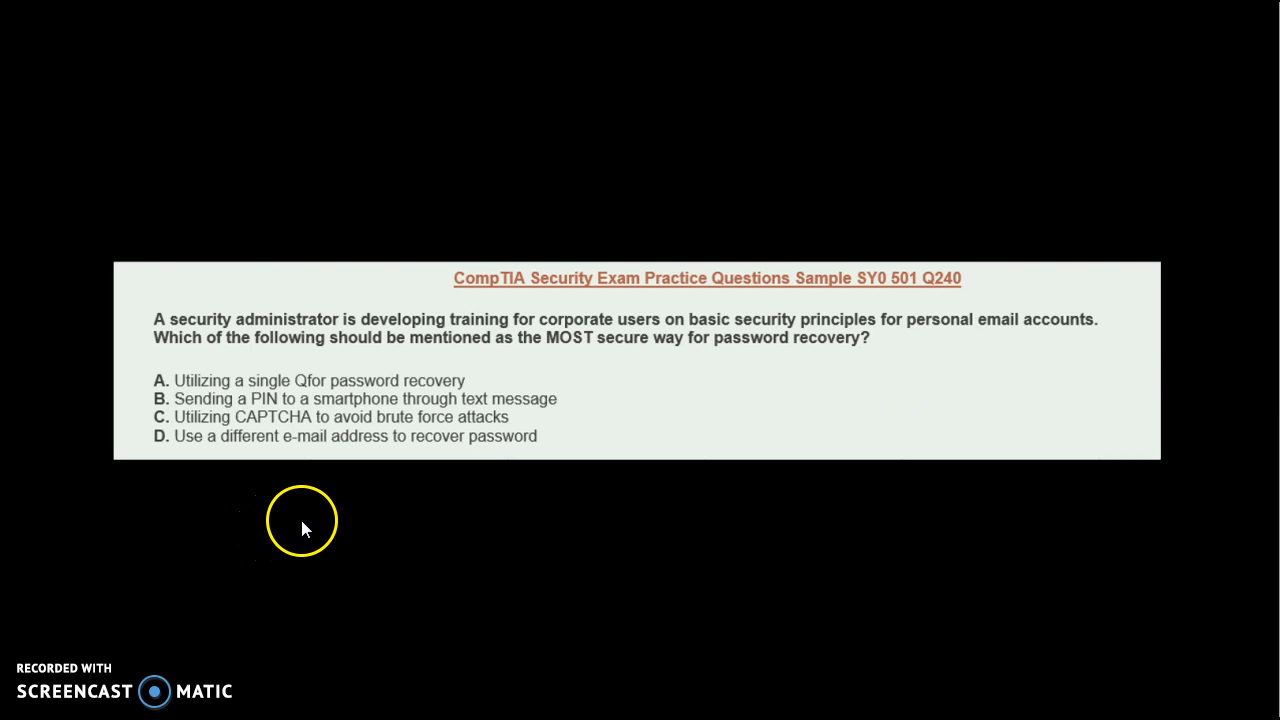 CompTIA Security Exam Practice Questions Sample SY0 501 Q240
A security administrator is developing training for corporate users on basic security principles for personal email accounts.
Which of the following should be mentioned as the MOST secure way for password recovery?
A. Utilizing a single Qfor password recovery
B. Sending a PIN to a smartphone through text message
C. Utilizing CAPTCHA to avoid brute force attacks
D. Use a different e-mail address to recover password
RECORDED WITH
SCREENCAST MATIC